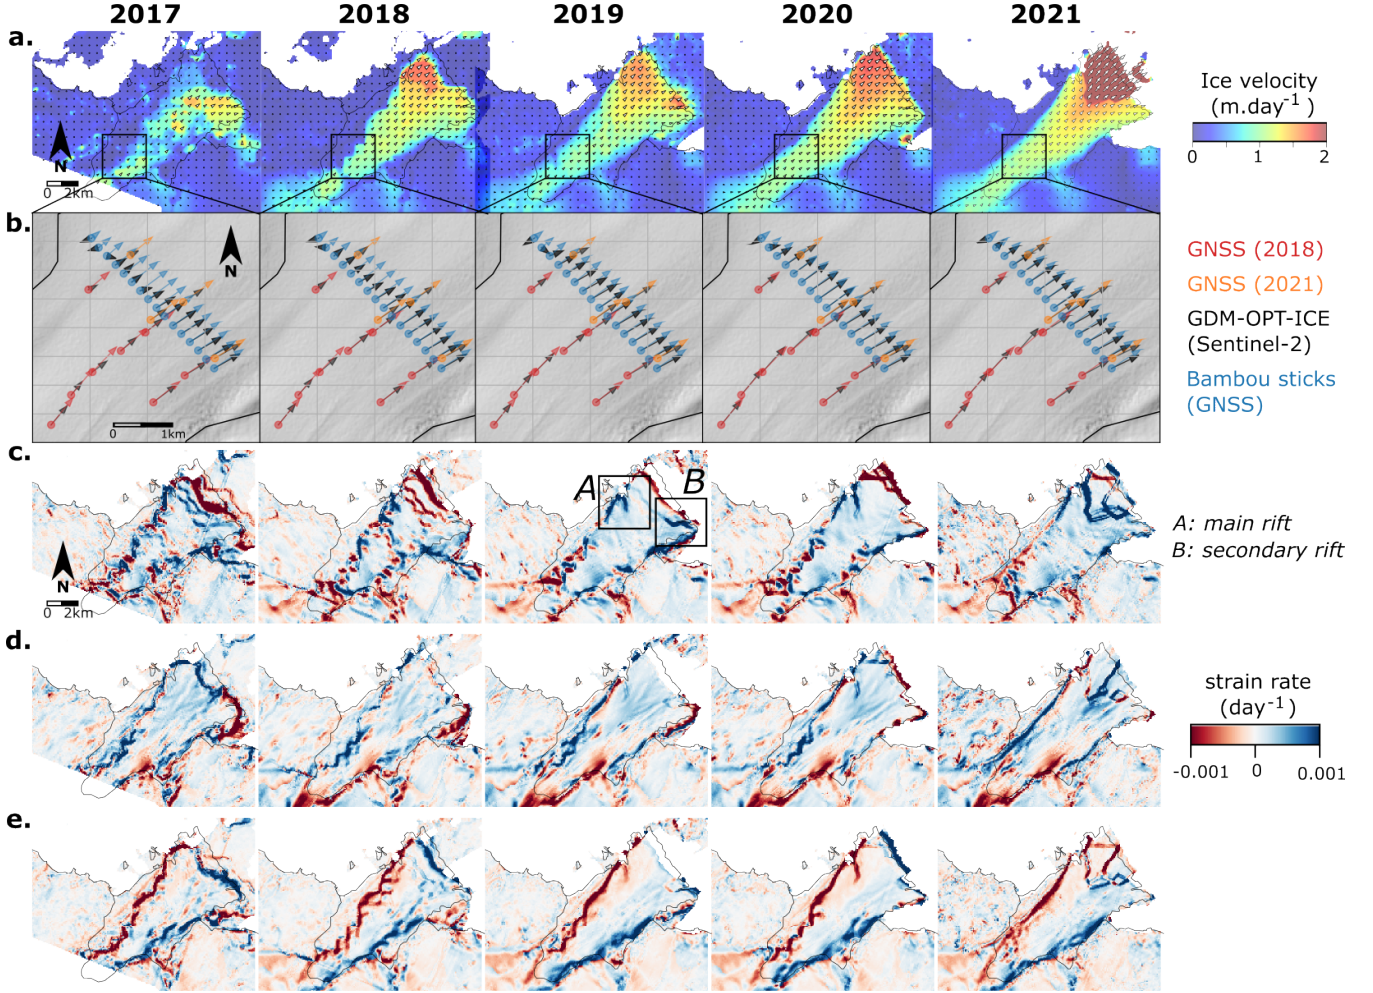 2017 2018 2019 2020 2021
a.
Ice velocity
(m.day-1)
0 1 2
N
0 2km
b.
N
GNSS (2018)
GNSS (2021)
GDM-OPT-ICE
(Sentinel-2)
Bambou sticks
(GNSS)
0 1km
c.
A B
A: main rift
B: secondary rift
N
0 2km
d.
strain rate
(day-1)
-0.001 0 0.001
e.